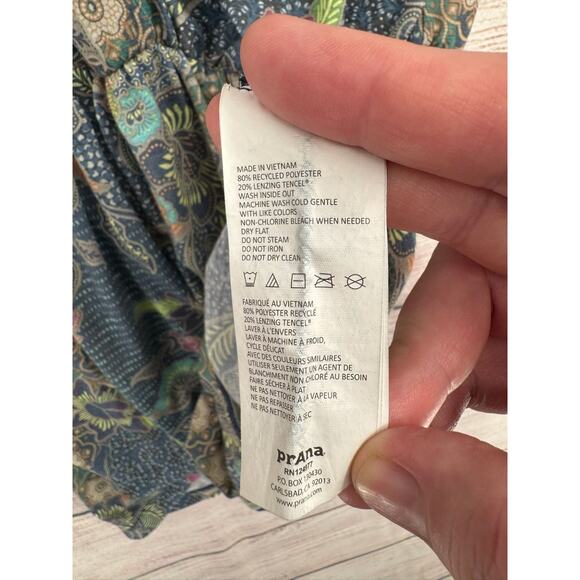 MADE IN VIETNAM
80% RECYCLED POLYESTER
20% LENZING TENCEL®
WASH INSIDE OUT
MACHINE WASH COLD GENTLE
WITH LIKE COLORS
NON-CHLORINE BLEACH WHEN NEEDED
DRY FLAT
DO NOT STEAM
DO NOT IRON
DO NOT DRY CLEAN
FABRIQUÉ AU VIETNAM
80% POLYESTER RECYCLÉ
20% LENZING TENCEL®
LAVER À L'ENVERS
LAVER À MACHINE À FROID,
CYCLE DÉLICAT
AVEC DES COULEURS SIMILAIRES
UTILISER SEULEMENT UN AGENT DE
BLANCHIMENT NON CHLORÉ AU BESOIN
FAIRE SÉCHER À PLAT
NE PAS NETTOYER À LA VAPEUR
NE PAS REPASSER
NE PAS NETTOYER À SEC
prAna
RN124977
P.O. BOX 130430
CARLSBAD, CA 92013
www.prana.com